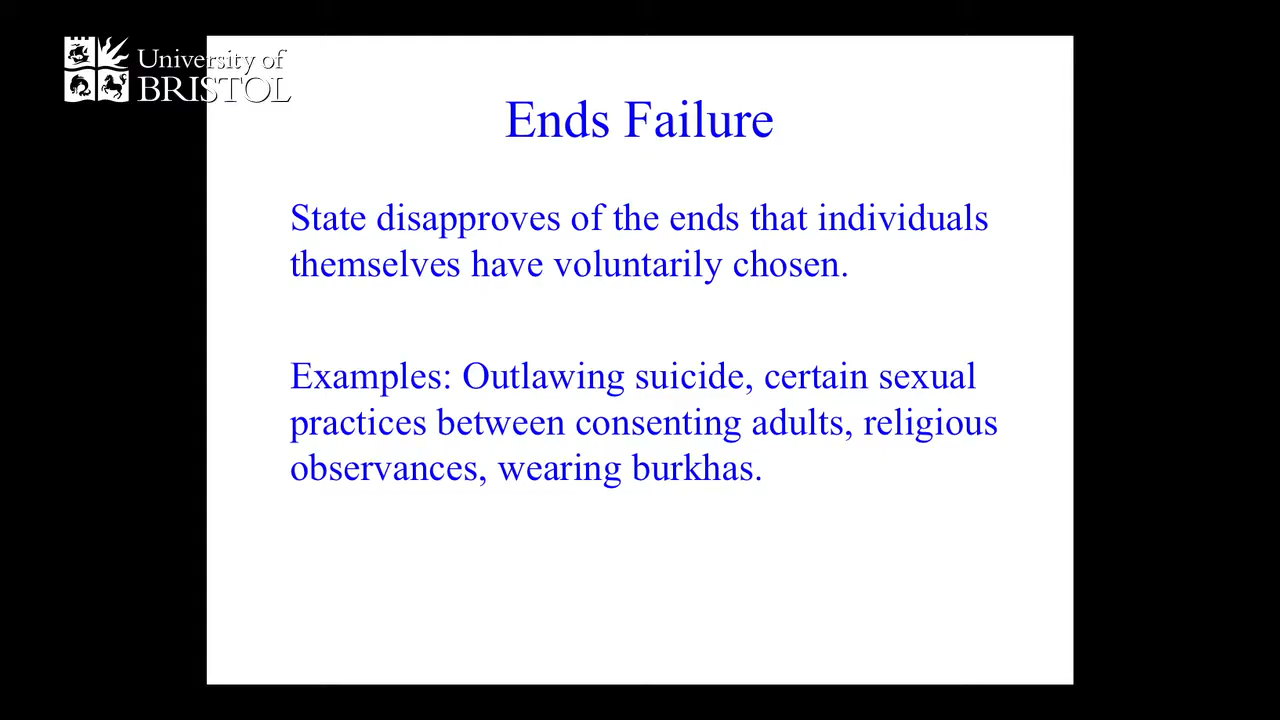 University of
BRISTOL
Ends Failure
State disapproves of the ends that individuals
themselves have voluntarily chosen.
Examples: Outlawing suicide, certain sexual
practices between consenting adults, religious
observances, wearing burkhas.